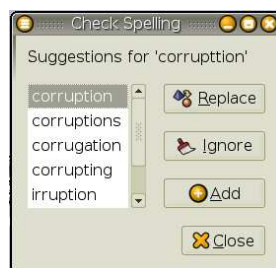 Check Spelling
Suggestions for 'corrupttion'
corruption
corruptions
corrugation
corrupting
irruption
Replace
Ignore
Add
Close